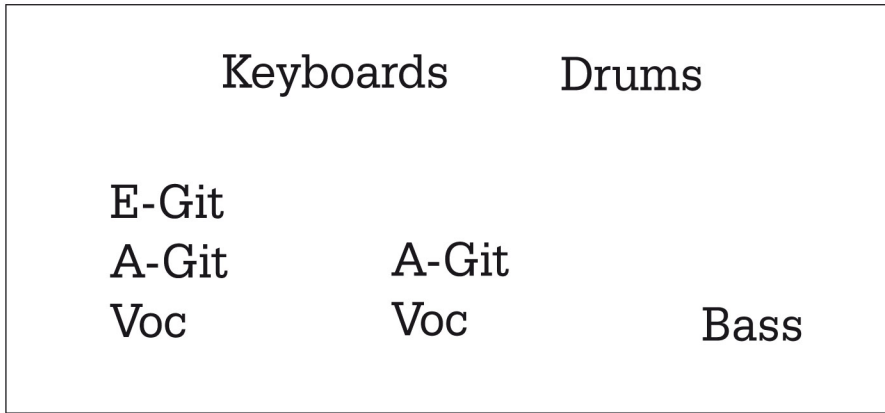 Keyboards
Drums
E-Git
A-Git
Voc
A-Git
Voc
Bass